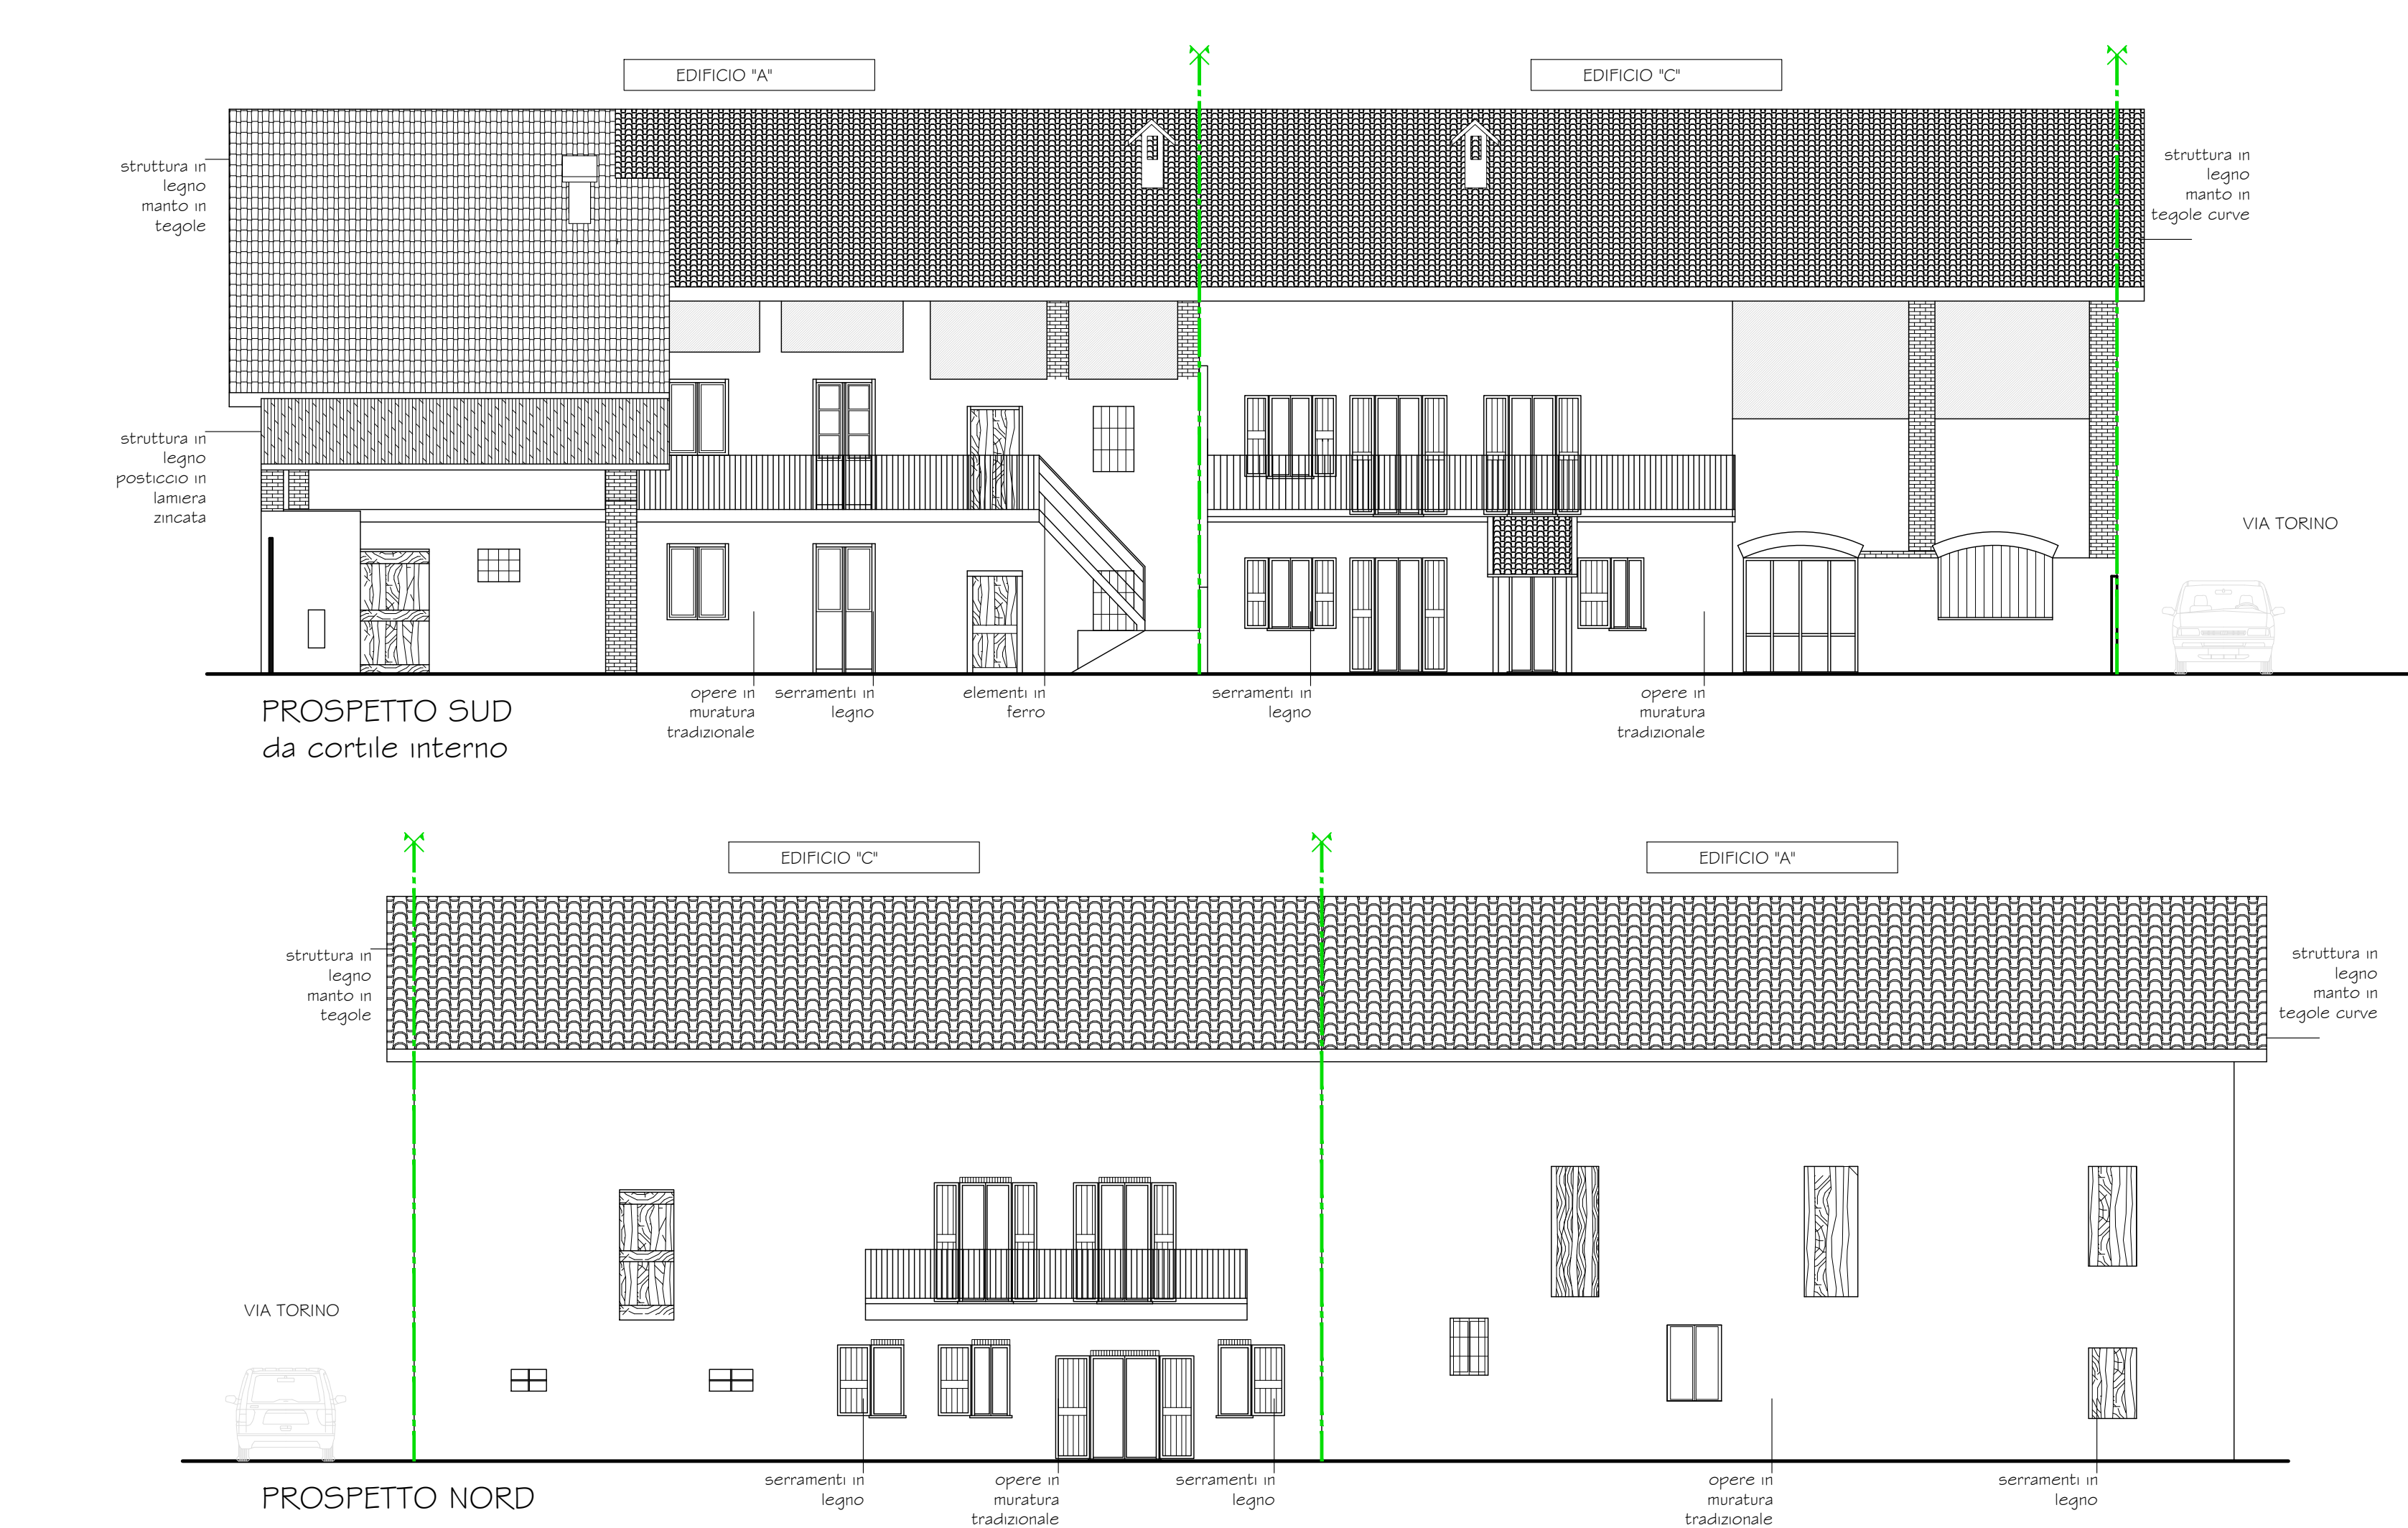 EDIFICIO "A"
EDIFICIO "C"
struttura in
legno
manto in
tegole
struttura in
legno
manto in
tegole curve
struttura in
legno
posticcio in
lamiera
zincata
VIA TORINO
opere in
muratura
tradizionale
serramenti in
legno
elementi in
ferro
serramenti in
legno
opere in
muratura
tradizionale
PROSPETTO SUD
da cortile interno
EDIFICIO "C"
EDIFICIO "A"
struttura in
legno
manto in
tegole
struttura in
legno
manto in
tegole curve
VIA TORINO
serramenti in
legno
opere in
muratura
tradizionale
serramenti in
legno
opere in
muratura
tradizionale
serramenti in
legno
PROSPETTO NORD